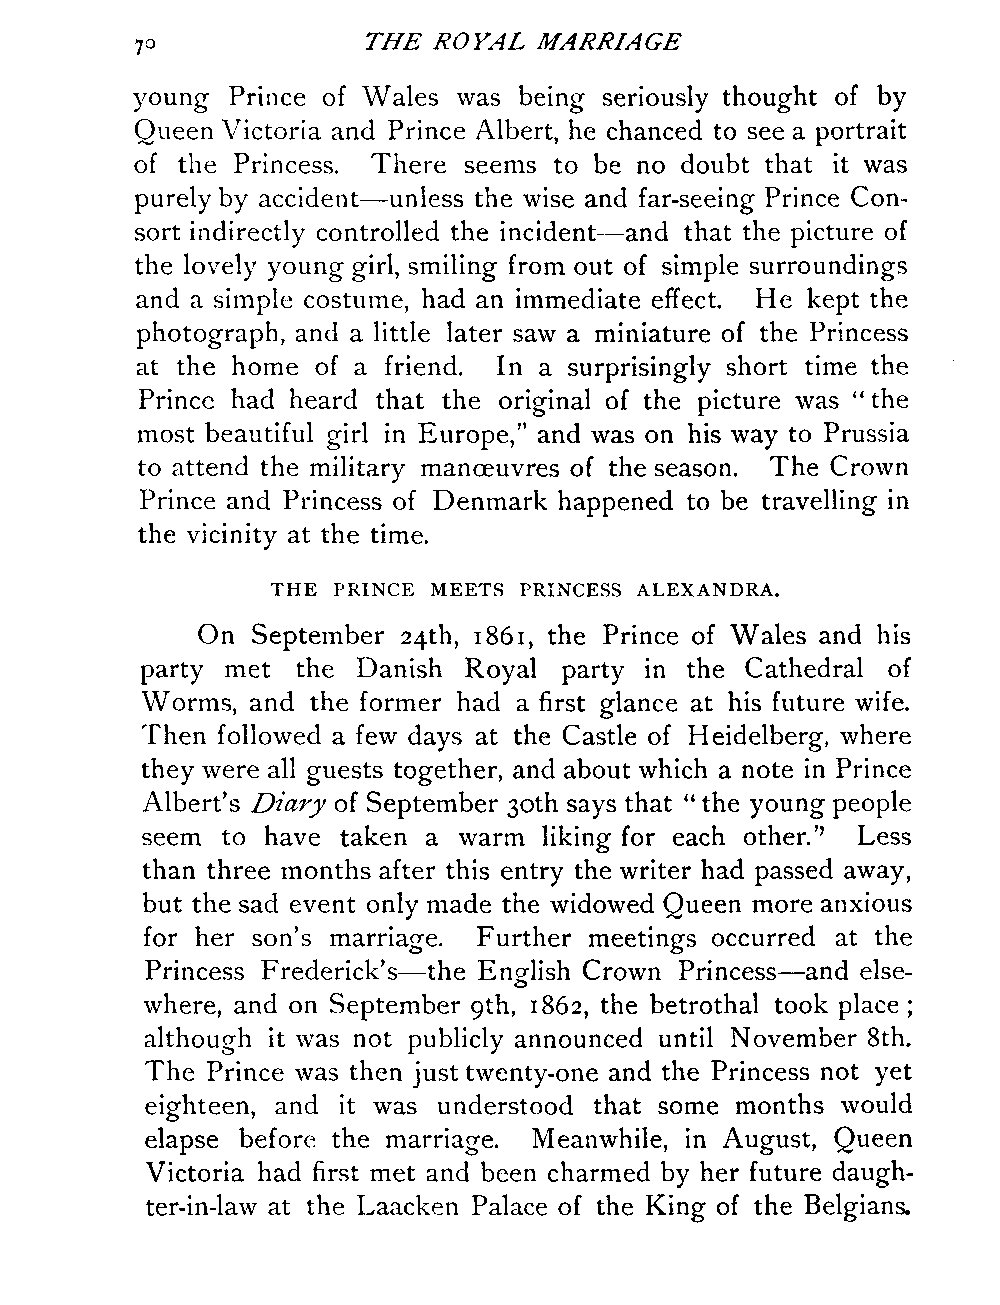 70 THE ROYAL MARRIAGE
young Prince of Wales was being seriously thought of by
Queen Victoria and Prince Albert, he chanced to see a portrait
of the Princess. There seems to be no doubt that it was
purely by accident—unless the wise and far-seeing Prince Con-
sort indirectly controlled the incident—and that the picture of
the lovely young girl, smiling from out of simple surroundings
and a simple costume, had an immediate effect. He kept the
photograph, and a little later saw a miniature of the Princess
at the home of a friend. In a surprisingly short time the
Prince had heard that the original of the picture was "the
most beautiful girl in Europe," and was on his way to Prussia
to attend the military manœuvres of the season. The Crown
Prince and Princess of Denmark happened to be travelling in
the vicinity at the time.
THE PRINCE MEETS PRINCESS ALEXANDRA.
On September 24th, 1861, the Prince of Wales and his
party met the Danish Royal party in the Cathedral of
Worms, and the former had a first glance at his future wife.
Then followed a few days at the Castle of Heidelberg, where
they were all guests together, and about which a note in Prince
Albert's Diary of September 30th says that "the young people
seem to have taken a warm liking for each other." Less
than three months after this entry the writer had passed away,
but the sad event only made the widowed Queen more anxious
for her son's marriage. Further meetings occurred at the
Princess Frederick's—the English Crown Princess—and else-
where, and on September 9th, 1862, the betrothal took place;
although it was not publicly announced until November 8th.
The Prince was then just twenty-one and the Princess not yet
eighteen, and it was understood that some months would
elapse before the marriage. Meanwhile, in August, Queen
Victoria had first met and been charmed by her future daugh-
ter-in-law at the Laacken Palace of the King of the Belgians.